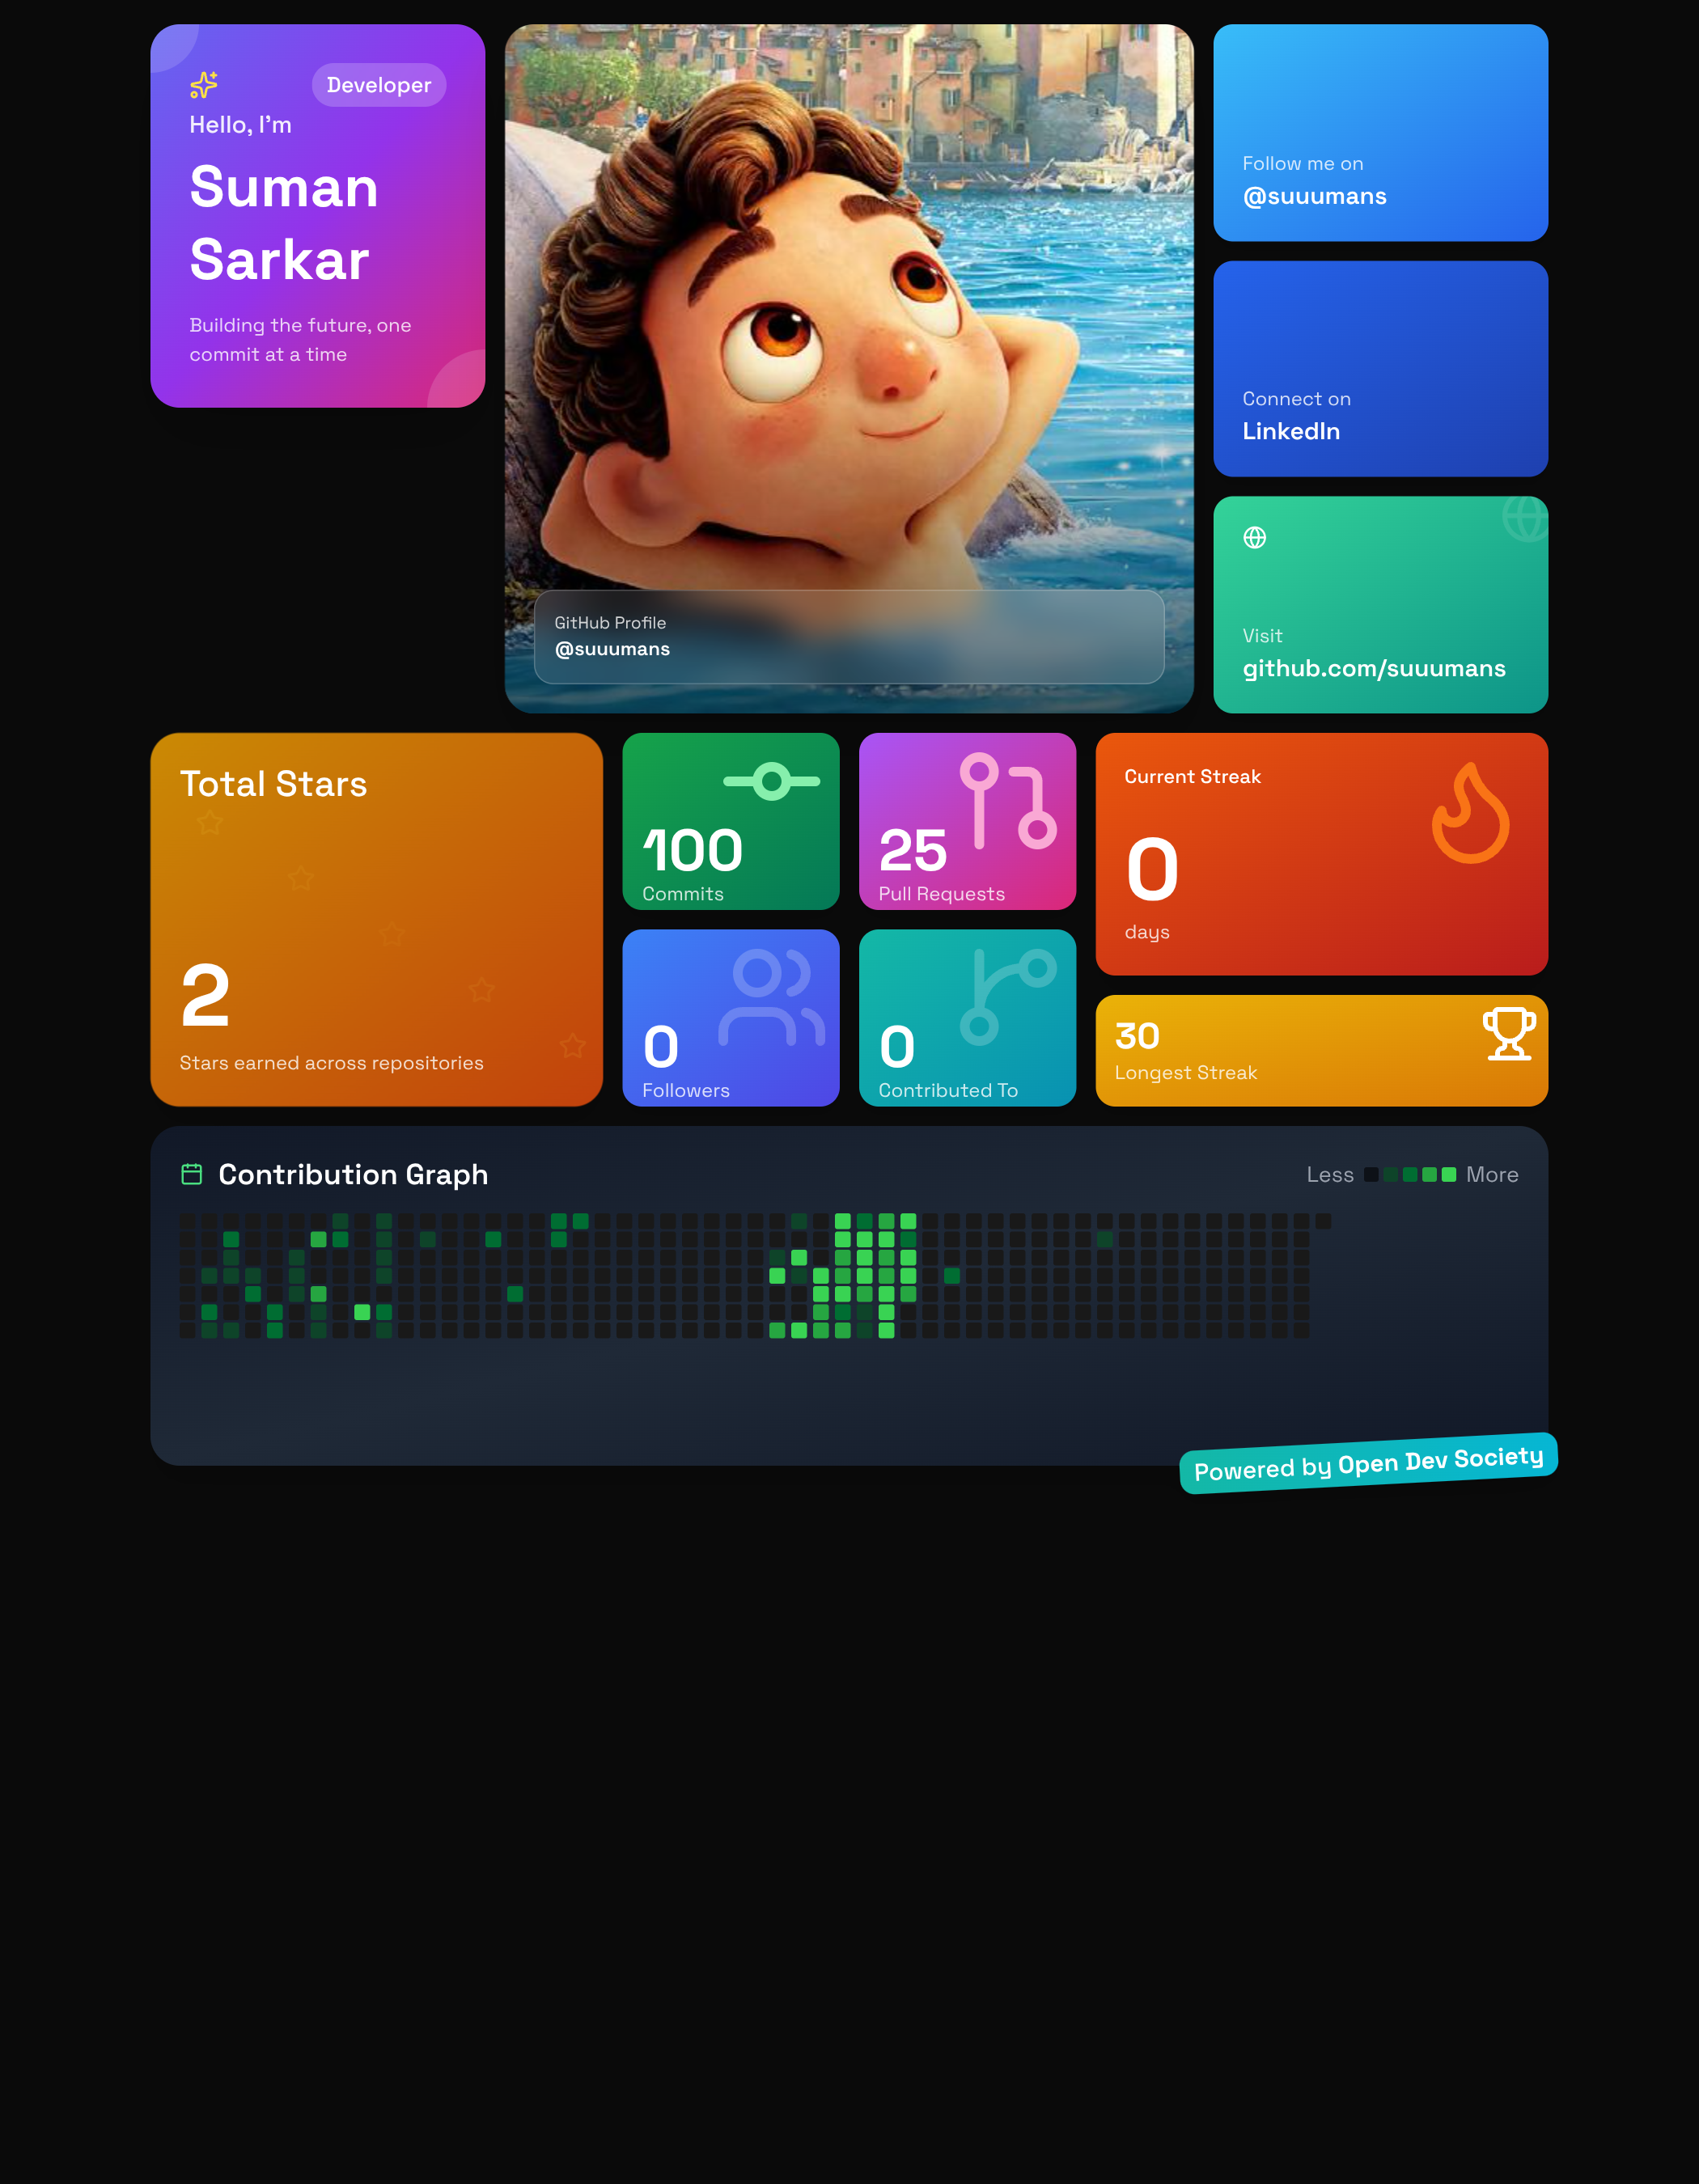 Developer
Hello, I'm
Suman
Sarkar
Building the future, one
commit at a time
GitHub Profile
@suuumans
Follow me on
@suuumans
Connect on
LinkedIn
Visit
github.com/suuumans
Total Stars
2
Stars earned across repositories
100
Commits
25
Pull Requests
0
Followers
0
Contributed To
Current Streak
0
days
30
Longest Streak
Contribution Graph
Less More
Powered by Open Dev Society